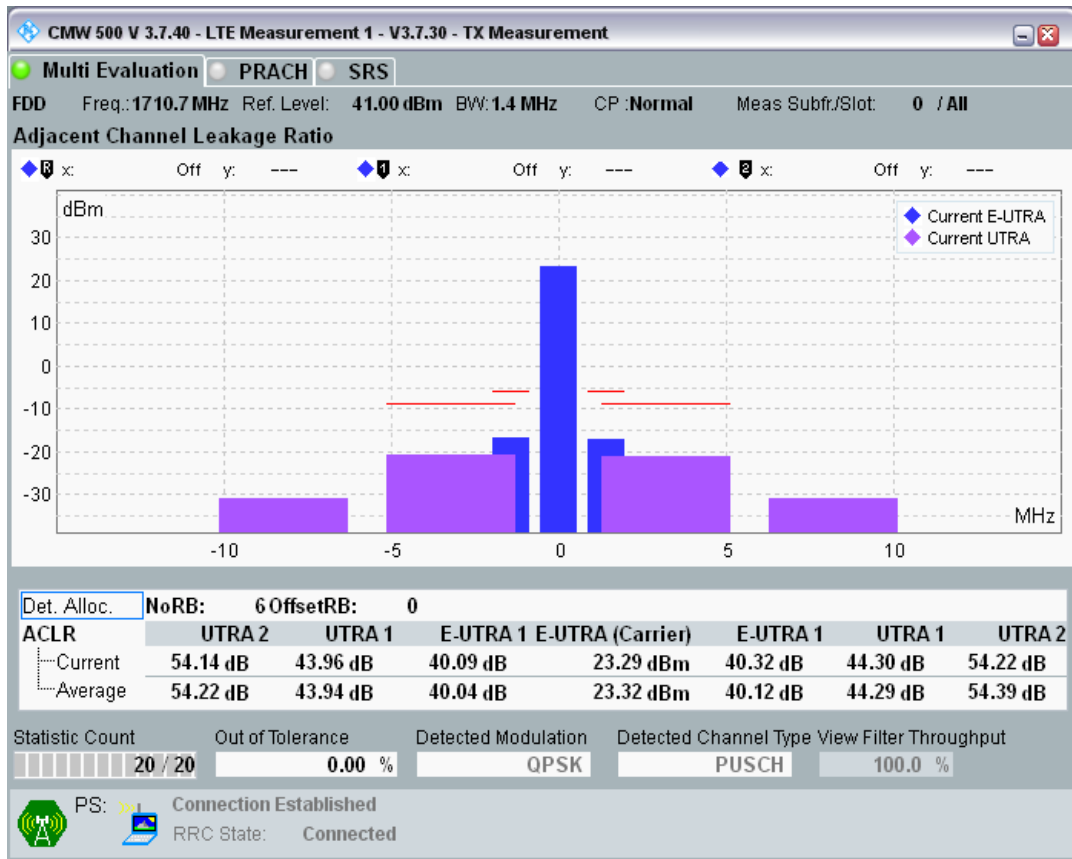 CMW 500 V 3.7.40 - LTE Measurement 1 - V3.7.30 - TX Measurement
Multi Evaluation PRACH SRS
FDD Freq.: 1710.7 MHz Ref. Level: 41.00 dBm BW: 1.4 MHz CP :Normal Meas Subfr./Slot: 0 / All
Adjacent Channel Leakage Ratio
R x: Off y: --- 1 x: Off y: --- 2 x: Off y: ---
dBm
Current E-UTRA
Current UTRA
30
20
10
0
-10
-20
-30
MHz
-10 -5 0 5 10
Det. Alloc. NoRB: 6 OffsetRB: 0
ACLR UTRA 2 UTRA 1 E-UTRA 1 E-UTRA (Carrier) E-UTRA 1 UTRA 1 UTRA 2
Current 54.14 dB 43.96 dB 40.09 dB 23.29 dBm 40.32 dB 44.30 dB 54.22 dB
Average 54.22 dB 43.94 dB 40.04 dB 23.32 dBm 40.12 dB 44.29 dB 54.39 dB
Statistic Count Out of Tolerance Detected Modulation Detected Channel Type View Filter Throughput
20 / 20 0.00 % QPSK PUSCH 100.0 %
PS: Connection Established
RRC State: Connected